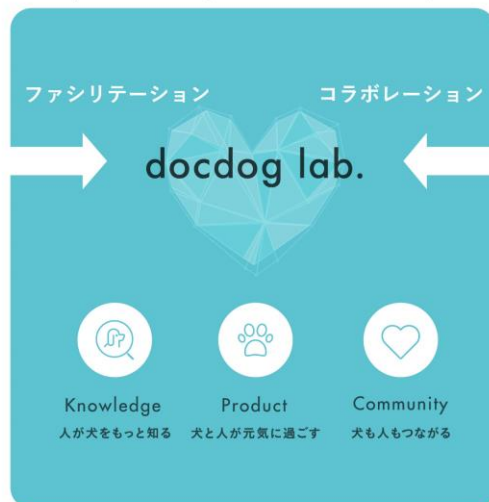 ファシリテーション
コラボレーション
docdog lab.
Knowledge
人が犬をもっと知る
Product
犬と人が元気に過ごす
Community
犬も人もつながる